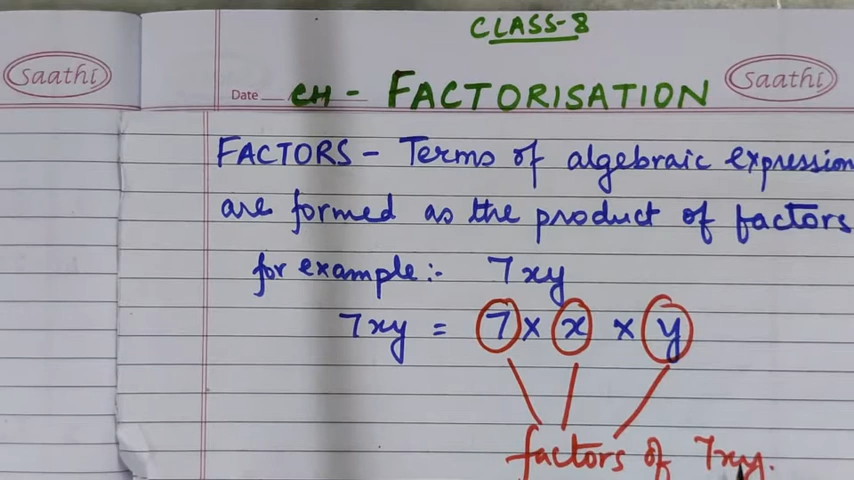 CLASS-8
Saathi
Saathi
Date CH - FACTORISATION
FACTORS - Terms of algebraic expression
are formed as the product of factors
for example:- 7xy
7xy = 7 × x × y
factors of 7xy.